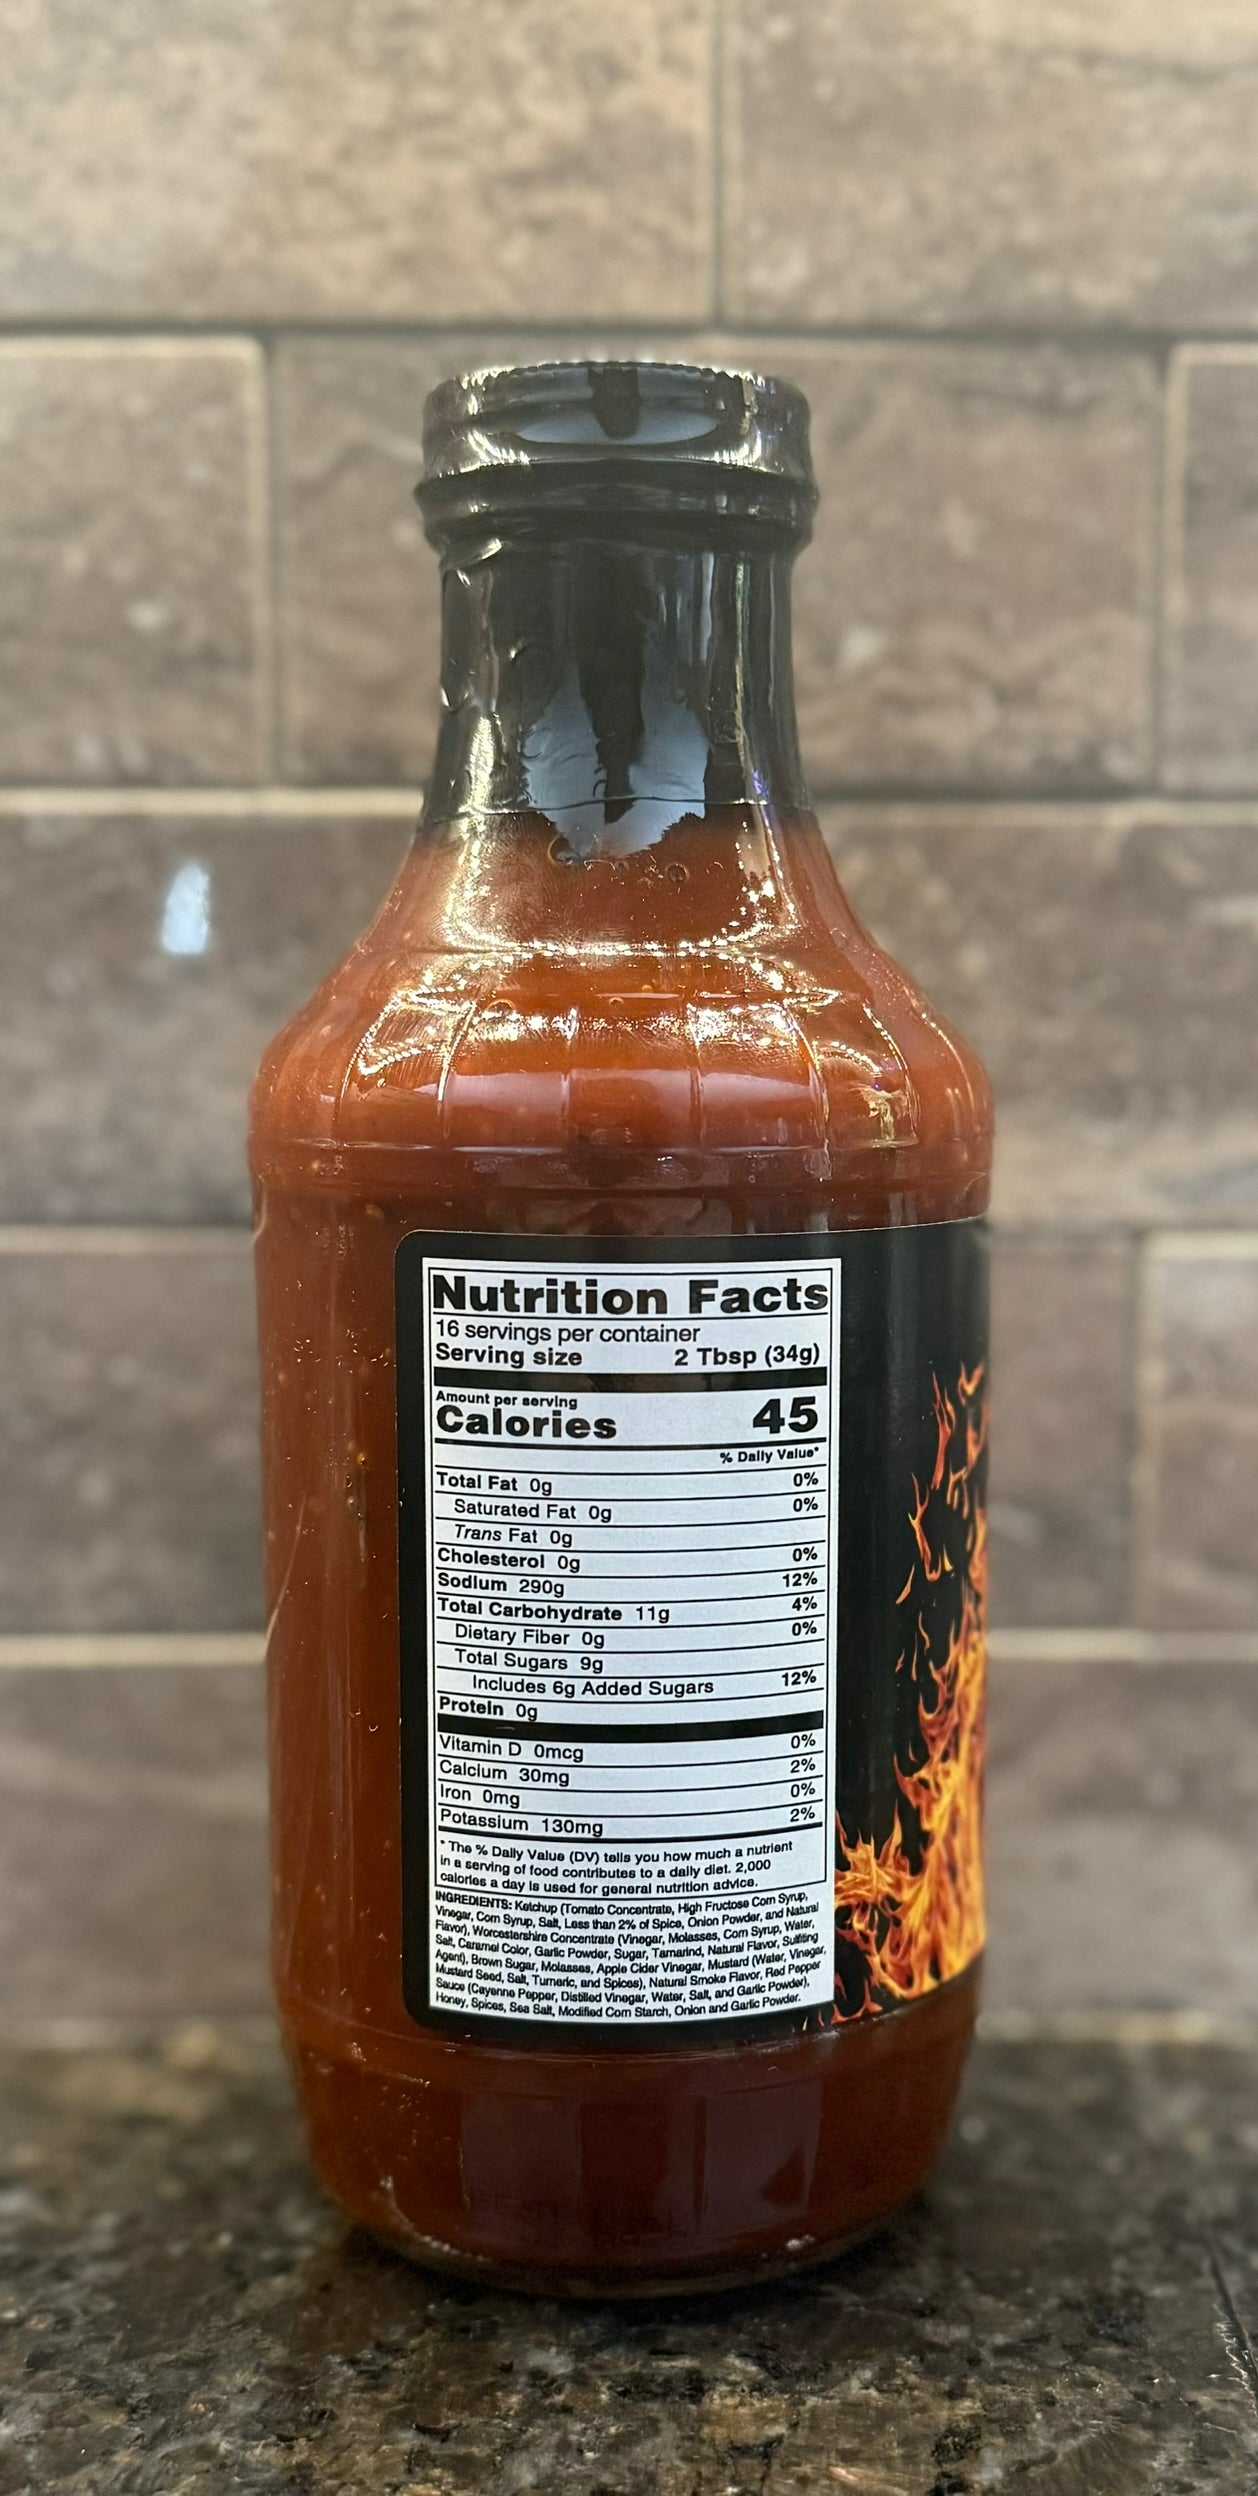 Nutrition Facts
16 servings per container
Serving size 2 Tbsp (34g)
Amount per serving
Calories 45
% Daily Value*
Total Fat 0g 0%
Saturated Fat 0g 0%
Trans Fat 0g
Cholesterol 0g 0%
Sodium 290g 12%
Total Carbohydrate 11g 4%
Dietary Fiber 0g 0%
Total Sugars 9g
Includes 6g Added Sugars 12%
Protein 0g
Vitamin D 0mcg 0%
Calcium 30mg 2%
Iron 0mg 0%
Potassium 130mg 2%
* The % Daily Value (DV) tells you how much a nutrient
in a serving of food contributes to a daily diet. 2,000
calories a day is used for general nutrition advice.
INGREDIENTS: Ketchup (Tomato Concentrate, High Fructose Corn Syrup,
Vinegar, Corn Syrup, Salt, Less than 2% of Spice, Onion Powder, and Natural
Flavor), Worcestershire Concentrate (Vinegar, Molasses, Corn Syrup, Water,
Salt, Caramel Color, Garlic Powder, Sugar, Tamarind, Natural Flavor, Sulfiting
Agent), Brown Sugar, Molasses, Apple Cider Vinegar, Mustard (Water, Vinegar,
Mustard Seed, Salt, Turmeric, and Spices), Natural Smoke Flavor, Red Pepper
Sauce (Cayenne Pepper, Distilled Vinegar, Water, Salt, and Garlic Powder),
Honey, Spices, Sea Salt, Modified Corn Starch, Onion and Garlic Powder.